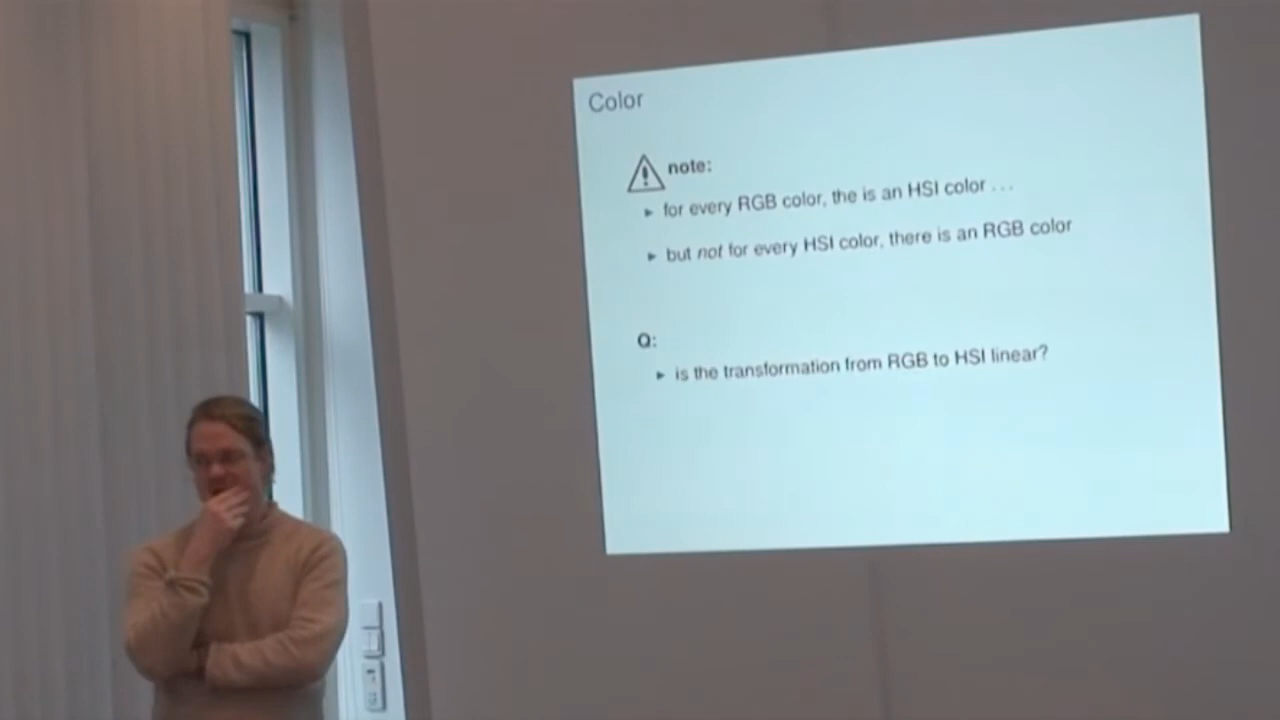 Color
note:
▸ for every RGB color, the is an HSI color ...
▸ but not for every HSI color, there is an RGB color
Q:
▸ is the transformation from RGB to HSI linear?